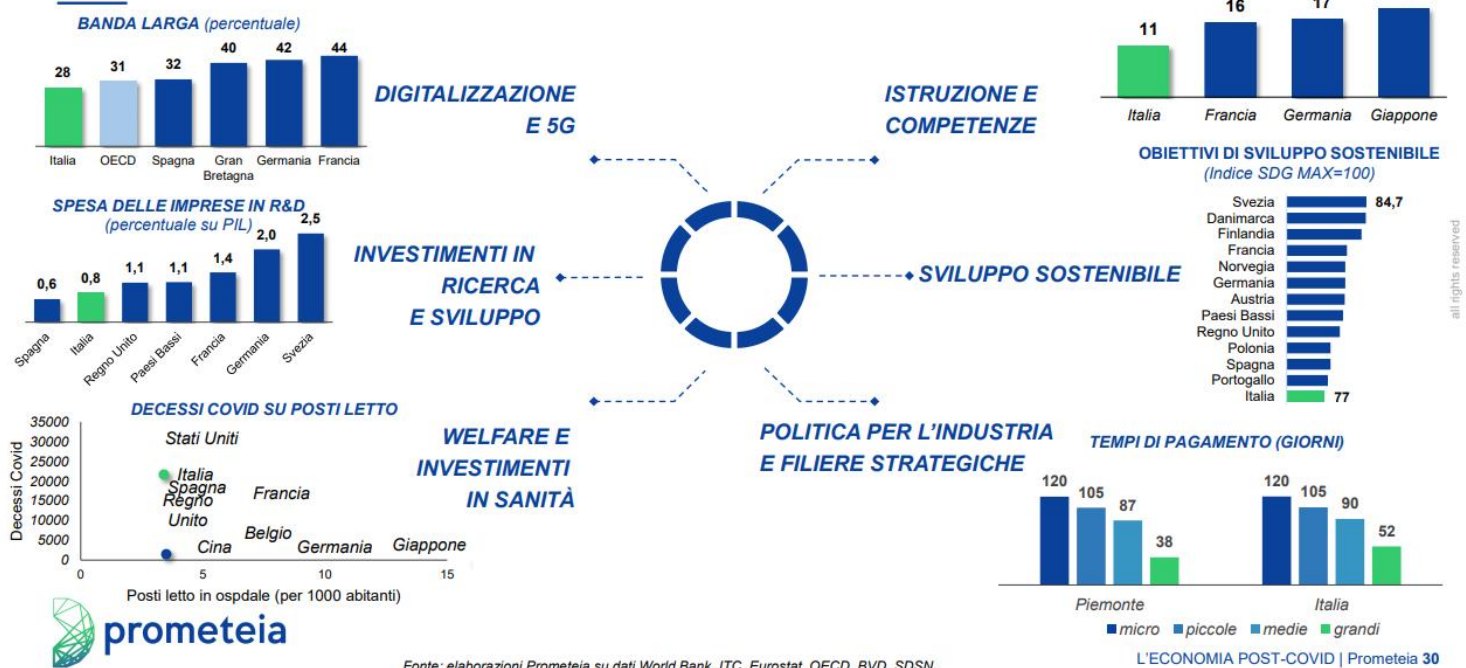 BANDA LARGA (percentuale)
28
31
32
40
42
44
Italia
OECD
Spagna
Gran
Bretagna
Germania
Francia
SPESA DELLE IMPRESE IN R&D
(percentuale su PIL)
0,6
0,8
1,1
1,1
1,4
2,0
2,5
Spagna
Italia
Regno Unito
Paesi Bassi
Francia
Germania
Svezia
DECESSI COVID SU POSTI LETTO
Decessi Covid
35000
30000
25000
20000
15000
10000
5000
0
Stati Uniti
Italia
Spagna
Regno
Unito
Francia
Belgio
Cina
Germania
Giappone
0
5
10
15
Posti letto in ospdale (per 1000 abitanti)
DIGITALIZZAZIONE
E 5G
INVESTIMENTI IN
RICERCA
E SVILUPPO
WELFARE E
INVESTIMENTI
IN SANITÀ
ISTRUZIONE E
COMPETENZE
SVILUPPO SOSTENIBILE
POLITICA PER L'INDUSTRIA
E FILIERE STRATEGICHE
11
16
17
Italia
Francia
Germania
Giappone
OBIETTIVI DI SVILUPPO SOSTENIBILE
(Indice SDG MAX=100)
Svezia 84,7
Danimarca
Finlandia
Francia
Norvegia
Germania
Austria
Paesi Bassi
Regno Unito
Polonia
Spagna
Portogallo
Italia 77
all rights reserved
TEMPI DI PAGAMENTO (GIORNI)
120
105
87
38
120
105
90
52
Piemonte
Italia
micro piccole medie grandi
prometeia
Fonte: elaborazioni Prometeia su dati World Bank, ITC, Eurostat, OECD, BVD, SDSN
L'ECONOMIA POST-COVID | Prometeia 30